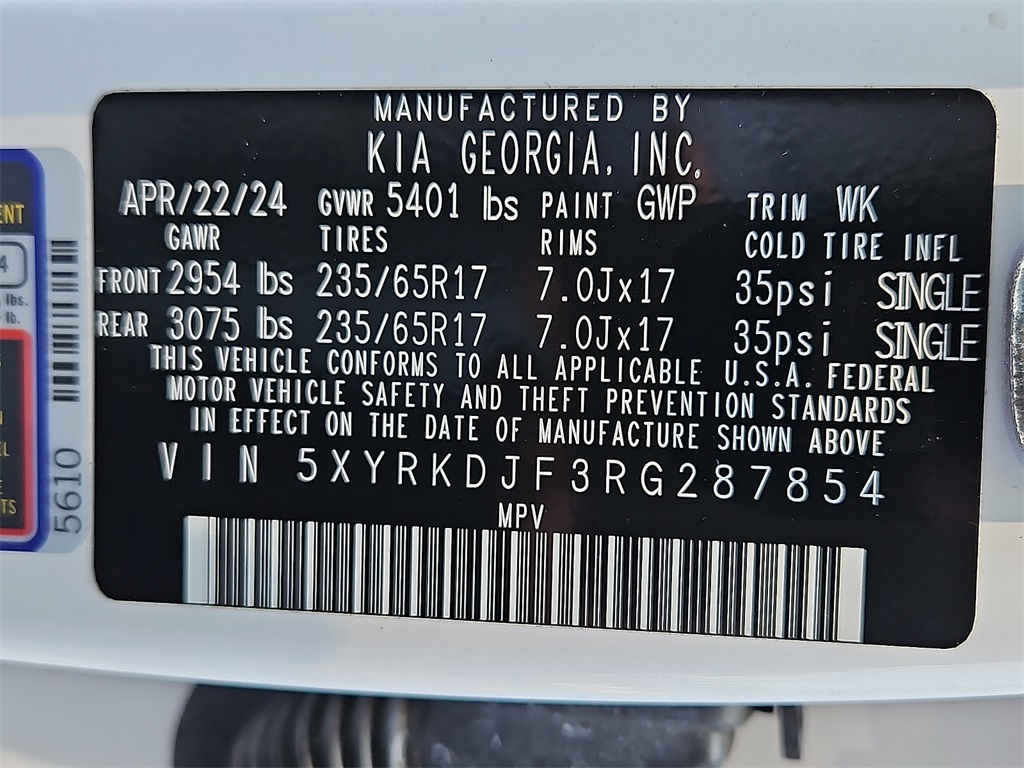 MANUFACTURED BY
KIA GEORGIA, INC.
APR/22/24 GVWR 5401 lbs PAINT GWP TRIM WK
GAWR TIRES RIMS COLD TIRE INFL
FRONT 2954 lbs 235/65R17 7.0Jx17 35psi SINGLE
REAR 3075 lbs 235/65R17 7.0Jx17 35psi SINGLE
THIS VEHICLE CONFORMS TO ALL APPLICABLE U.S.A. FEDERAL
MOTOR VEHICLE SAFETY AND THEFT PREVENTION STANDARDS
IN EFFECT ON THE DATE OF MANUFACTURE SHOWN ABOVE
VIN 5XYRKDJF3RG287854
MPV
5610
4
lbs.
lb.